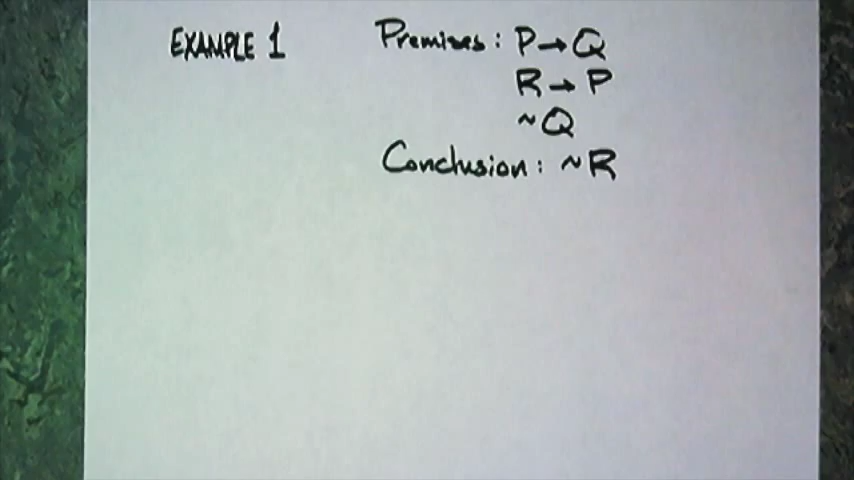 EXAMPLE 1
Premises: P→Q
R→P
~Q
Conclusion: ~R